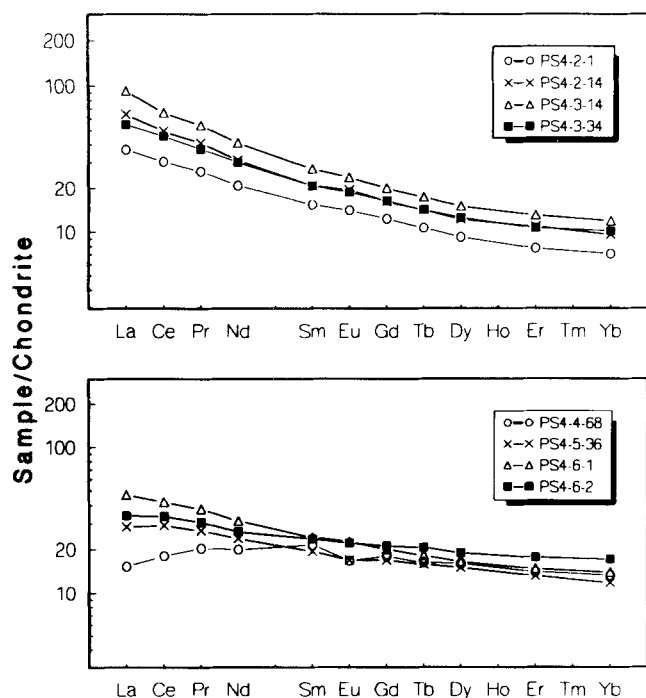 Sample/Chondrite
200
100
20
10
PS4-2-1
PS4-2-14
PS4-3-14
PS4-3-34
La Ce Pr Nd Sm Eu Gd Tb Dy Ho Er Tm Yb
200
100
20
10
PS4-4-68
PS4-5-36
PS4-6-1
PS4-6-2
La Ce Pr Nd Sm Eu Gd Tb Dy Ho Er Tm Yb